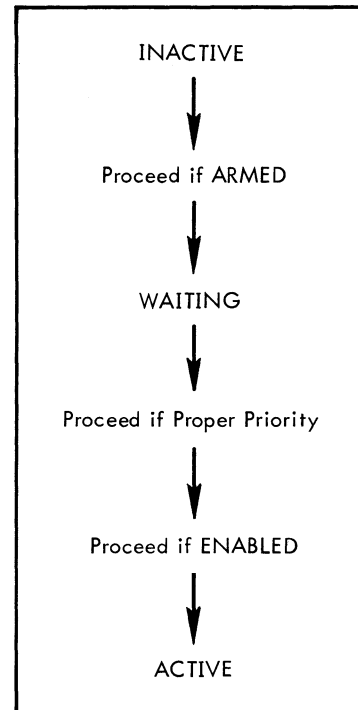 INACTIVE
Proceed if ARMED
WAITING
Proceed if Proper Priority
Proceed if ENABLED
ACTIVE